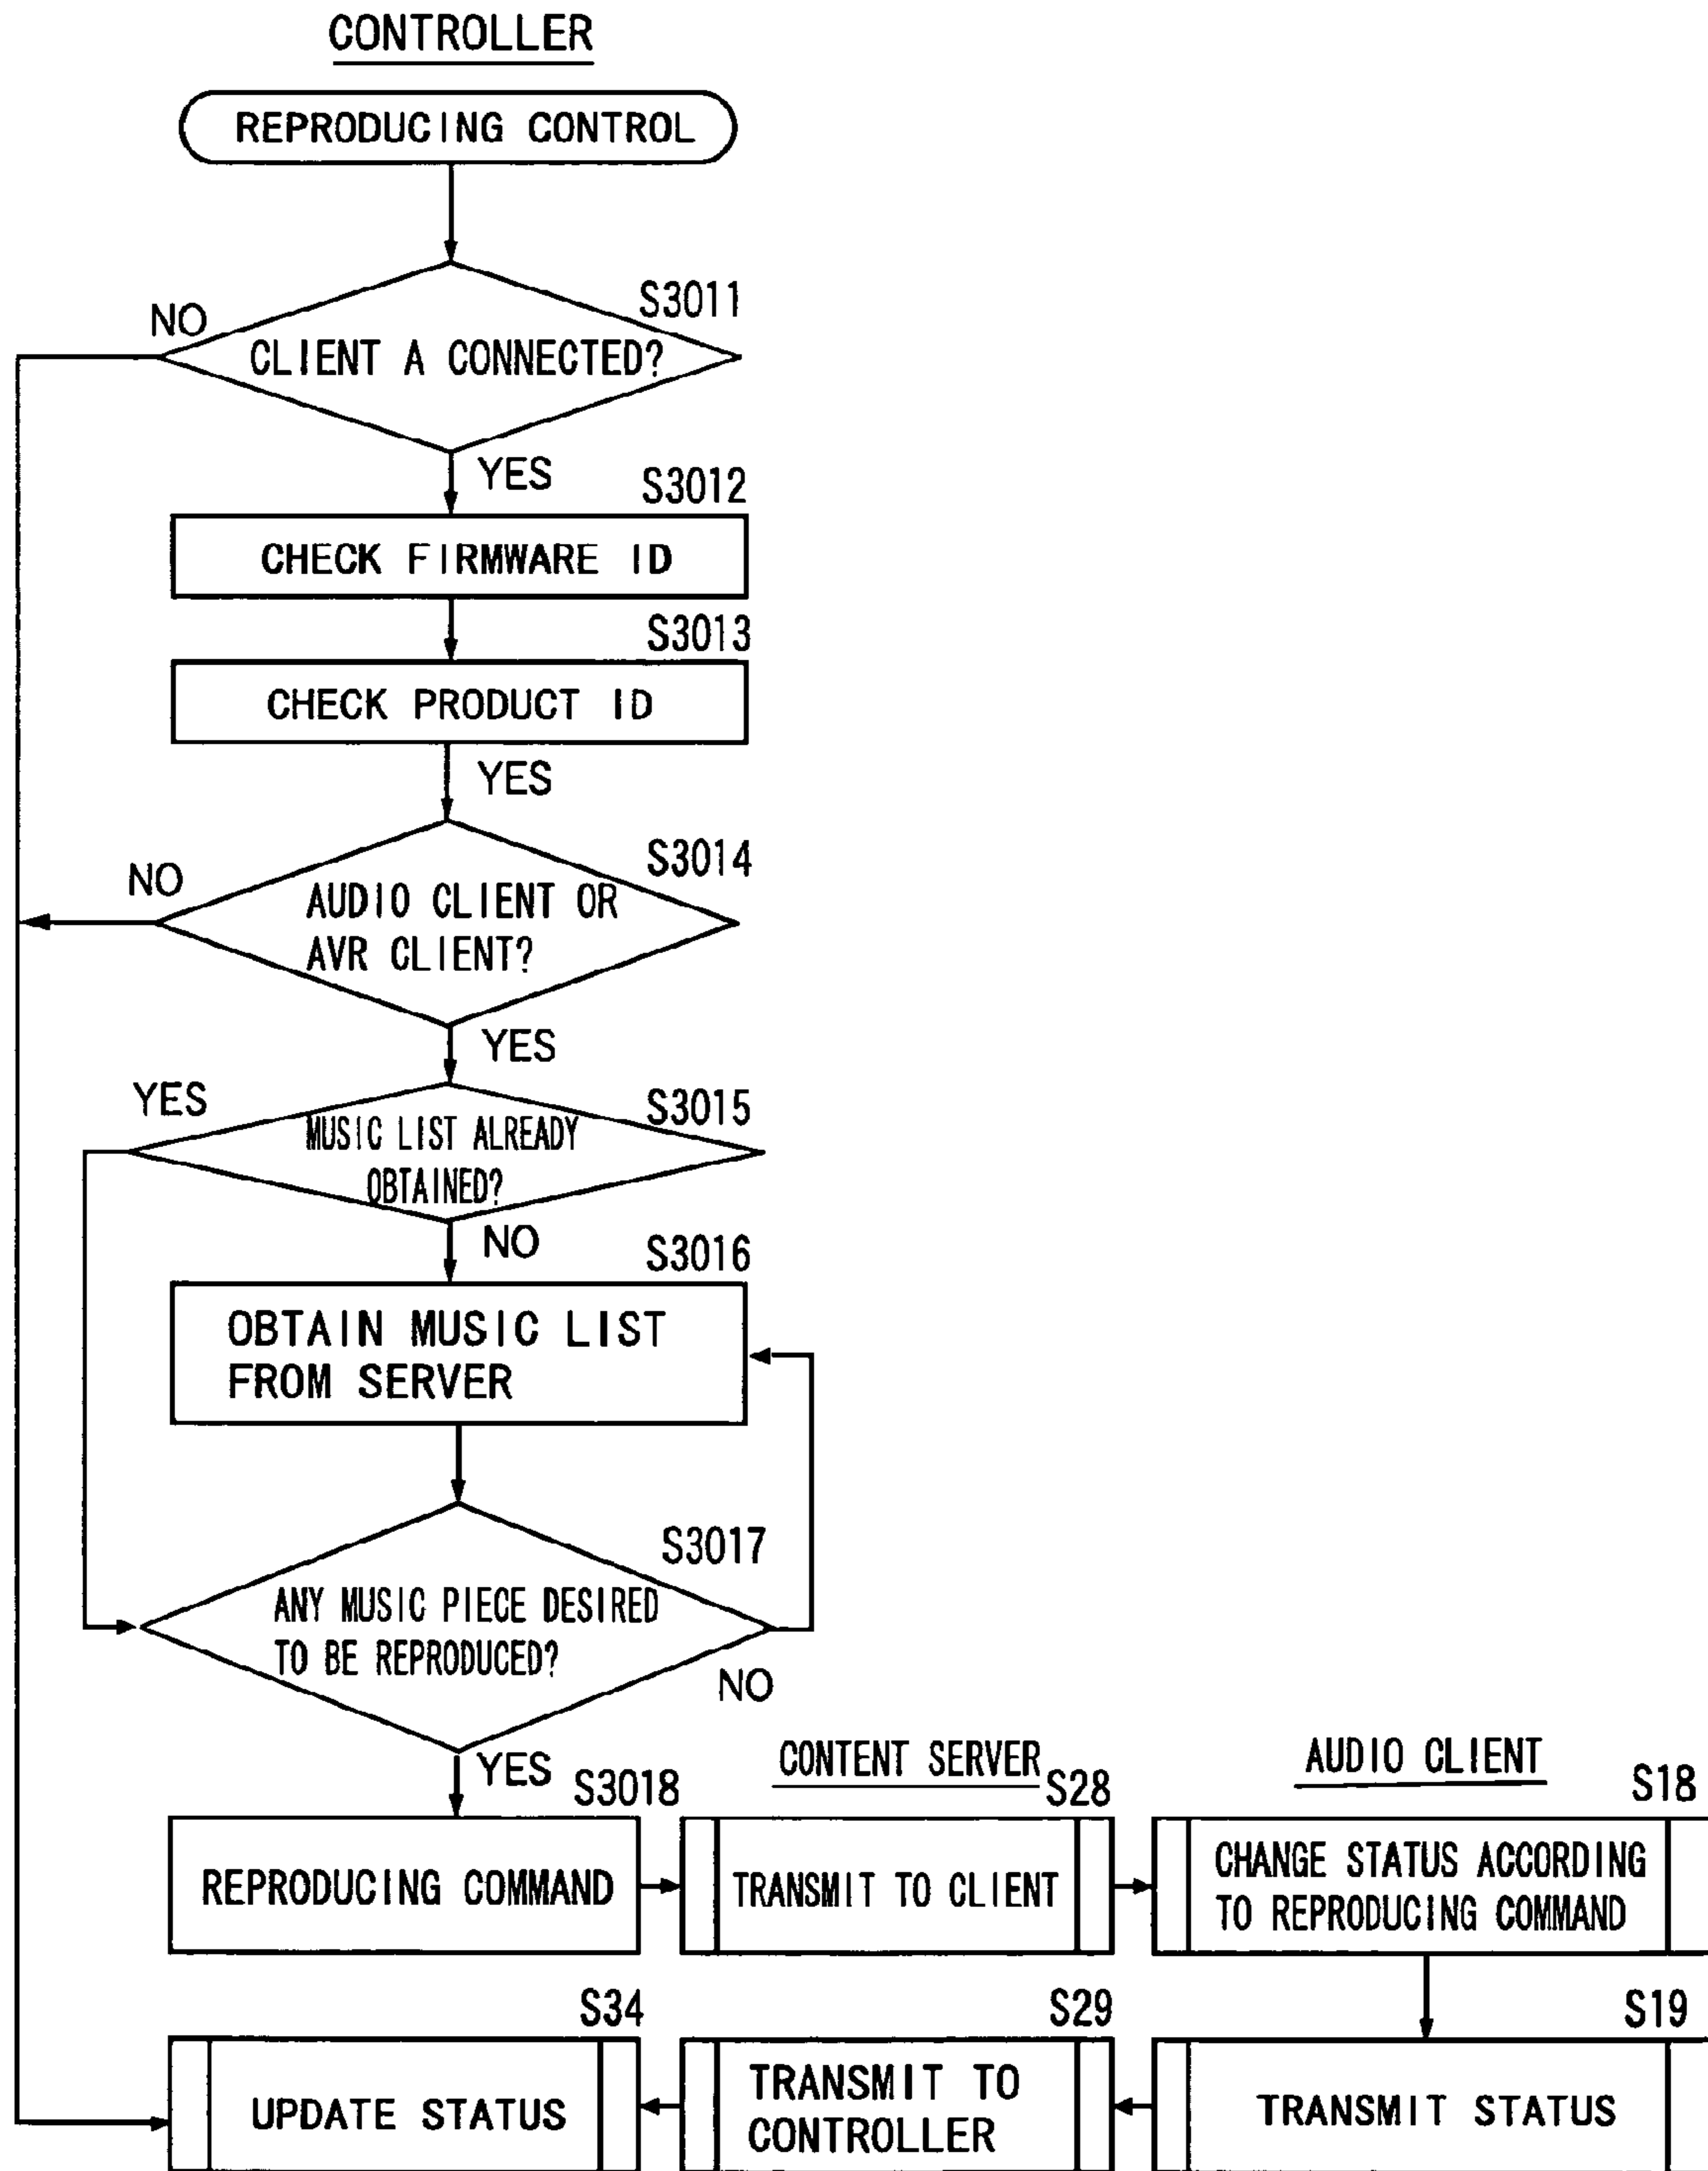 CONTROLLER
REPRODUCING CONTROL
S3011
NO
CLIENT A CONNECTED?
YES
S3012
CHECK FIRMWARE ID
S3013
CHECK PRODUCT ID
YES
S3014
NO
AUDIO CLIENT OR
AVR CLIENT?
YES
YES
S3015
MUSIC LIST ALREADY
OBTAINED?
NO
S3016
OBTAIN MUSIC LIST
FROM SERVER
S3017
ANY MUSIC PIECE DESIRED
TO BE REPRODUCED?
NO
YES
S3018
CONTENT SERVER
S28
AUDIO CLIENT
S18
REPRODUCING COMMAND
TRANSMIT TO CLIENT
CHANGE STATUS ACCORDING
TO REPRODUCING COMMAND
S34
S29
S19
UPDATE STATUS
TRANSMIT TO
CONTROLLER
TRANSMIT STATUS